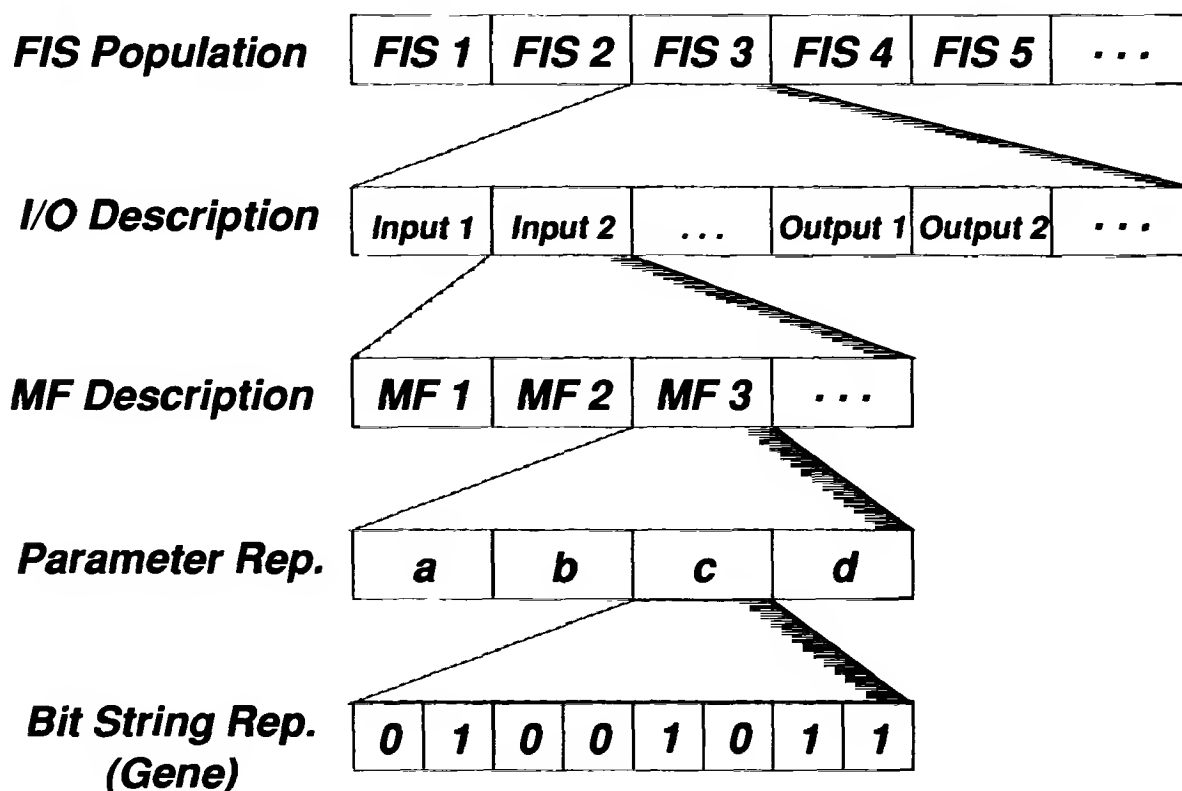 FIS Population FIS 1 FIS 2 FIS 3 FIS 4 FIS 5 ...
I/O Description Input 1 Input 2 ... Output 1 Output 2 ...
MF Description MF 1 MF 2 MF 3 ...
Parameter Rep. a b c d
Bit String Rep. 0 1 0 0 1 0 1 1
(Gene)